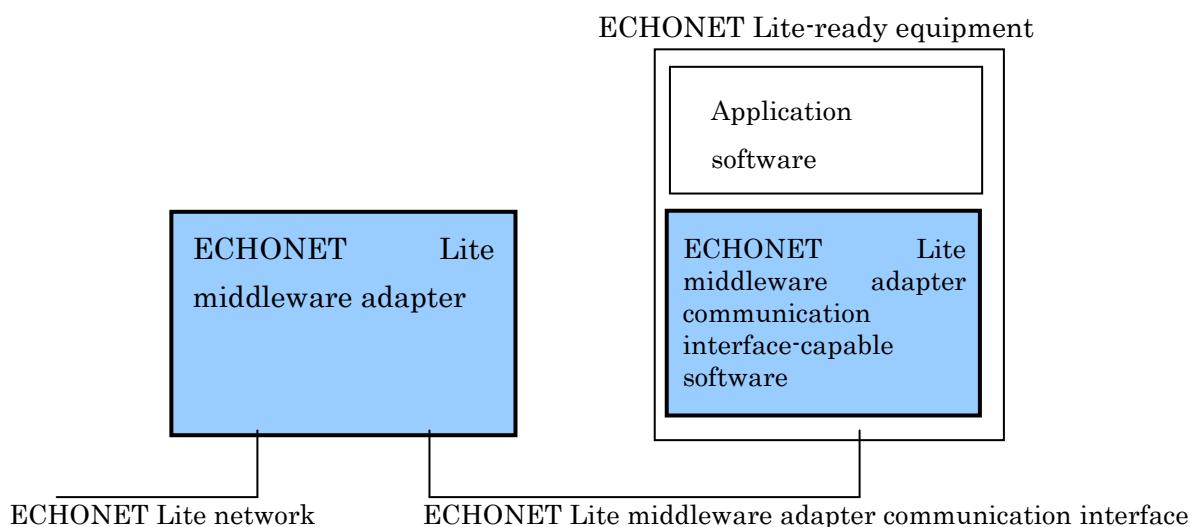 ECHONET Lite-ready equipment
Application
software
ECHONET Lite
middleware adapter
ECHONET Lite
middleware adapter
communication
interface-capable
software
ECHONET Lite network
ECHONET Lite middleware adapter communication interface